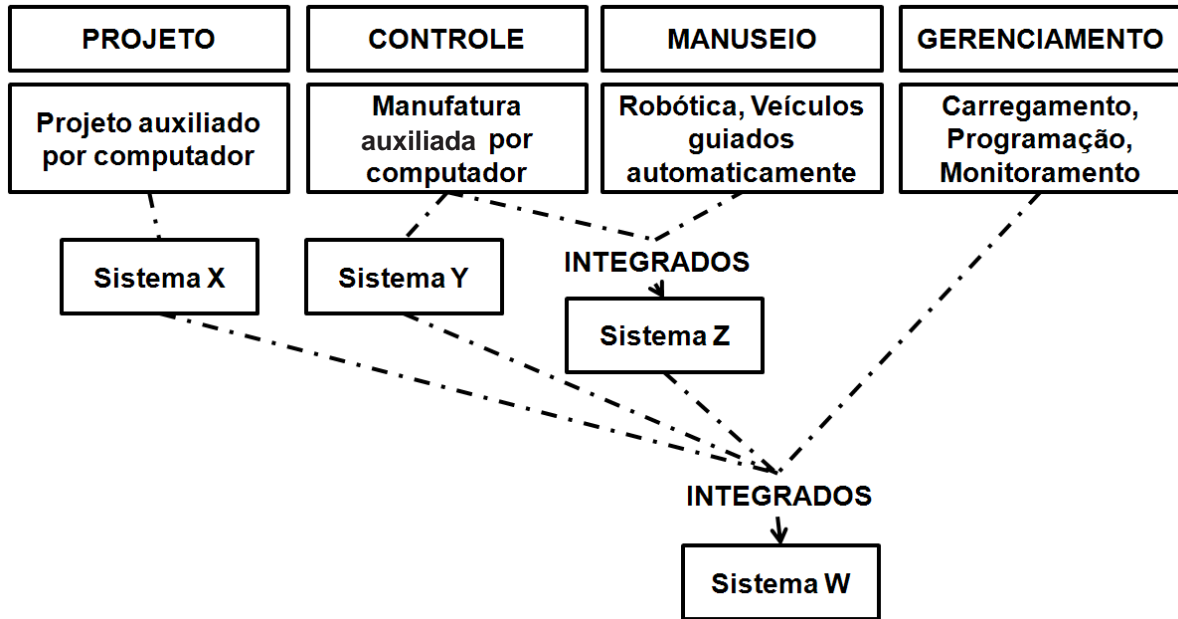 PROJETO
CONTROLE
MANUSEIO
GERENCIAMENTO
Projeto auxiliado
por computador
Manufatura
auxiliada por
computador
Robótica, Veículos
guiados
automaticamente
Carregamento,
Programação,
Monitoramento
Sistema X
Sistema Y
INTEGRADOS
Sistema Z
INTEGRADOS
Sistema W